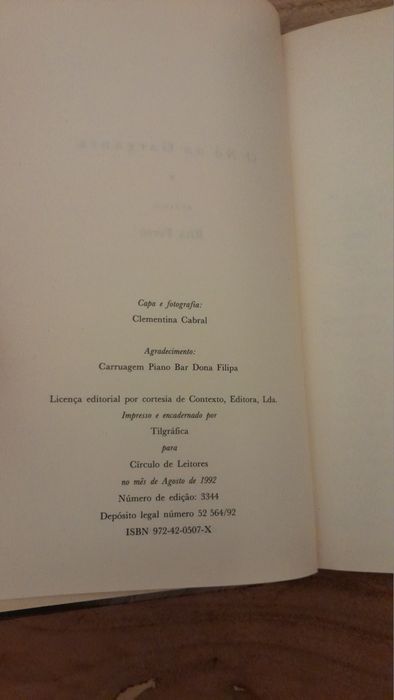 Capa e fotografia:
Clementina Cabral
Agradecimento:
Carruagem Piano Bar Dona Filipa
Licença editorial por cortesia de Contexto, Editora, Lda.
Impresso e encadernado por
Tilgráfica
para
Círculo de Leitores
no mês de Agosto de 1992
Número de edição: 3344
Depósito legal número 52 564/92
ISBN 972-42-0507-X